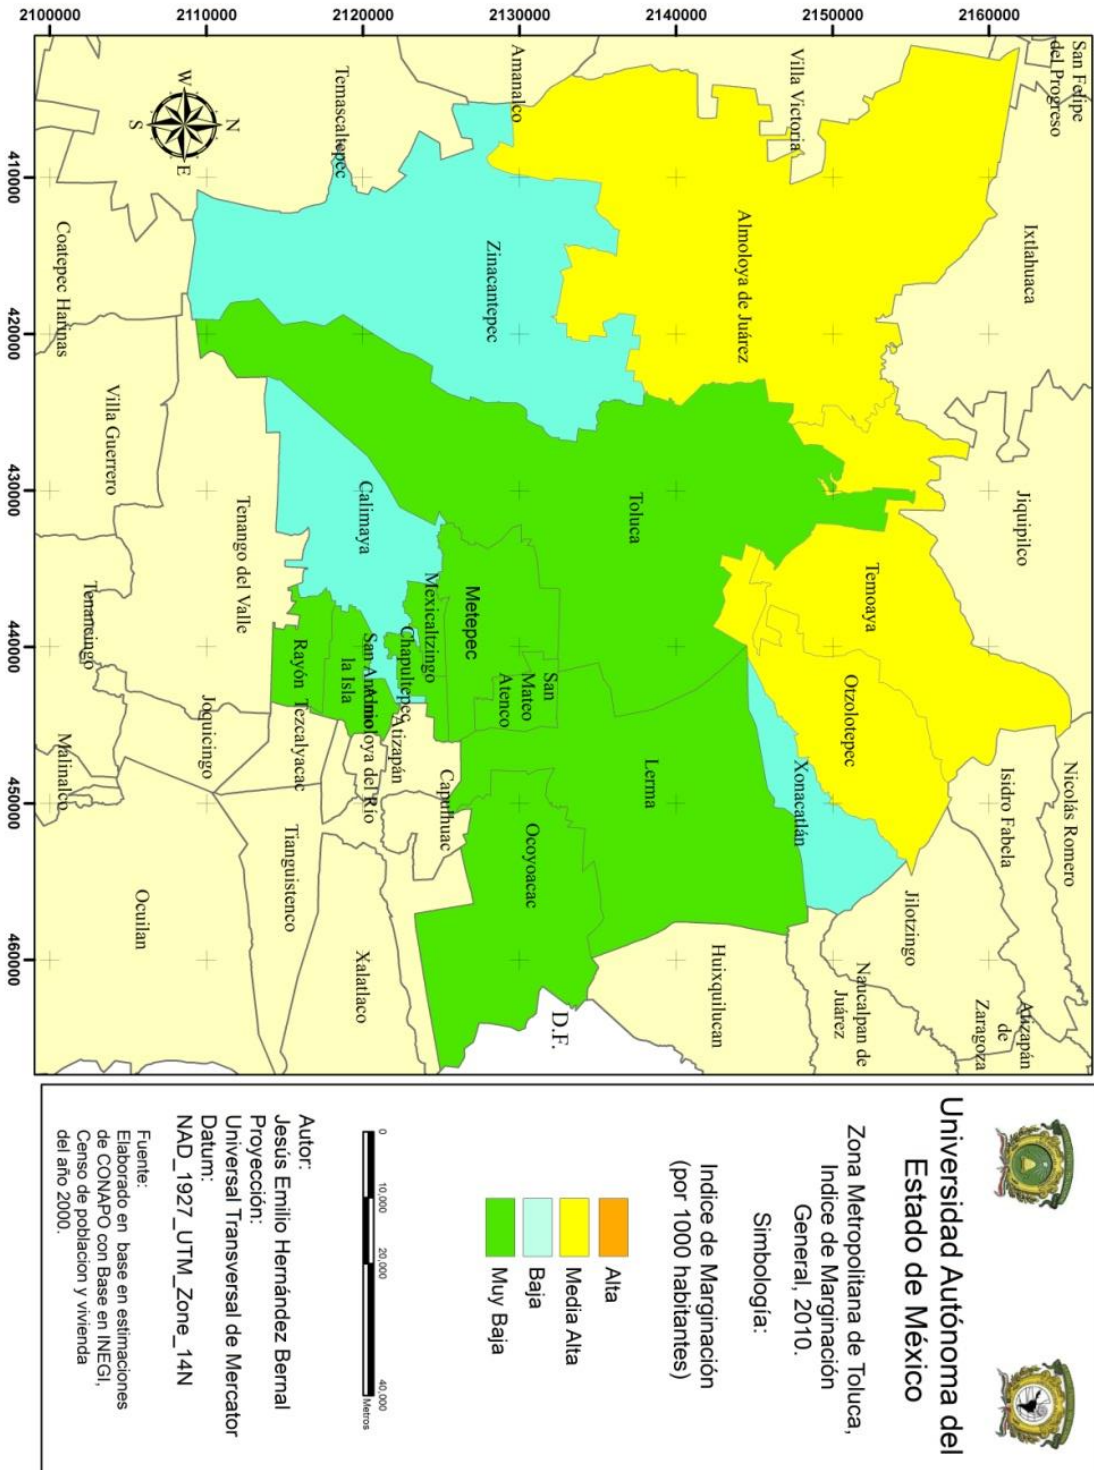 2100000
2110000
2120000
2130000
2140000
2150000
2160000
410000
420000
430000
440000
450000
460000
San Felipe
del Progreso
Ixtlahuaca
Jiquipilco
Nicolás Romero
Isidro Fabela
Atizapán
de
Zaragoza
Jilotzingo
Naucalpan de
Juárez
Villa Victoria
Almoloya de Juárez
Temoaya
Otzolotepec
Xonacatlán
Huixquilucan
Toluca
Lerma
D.F.
Amanalco
Zinacantepec
Metepec
San
Mateo
Atenco
Ocoyoacac
Temascaltepec
Calimaya
Mexicaltzingo
Chapultepec
San Antonio
la Isla
Almoloya del Río
Atizapán
Capulhuac
Rayón
Tezcalyacac
Tianguistenco
Xalatlaco
Coatepec Harinas
Villa Guerrero
Tenango del Valle
Tenancingo
Joquicingo
Malinalco
Ocuilan
N
W
E
S
Universidad Autónoma del
Estado de México
Zona Metropolitana de Toluca,
Indice de Marginación
General, 2010.
Simbología:
Indice de Marginación
(por 1000 habitantes)
Alta
Media Alta
Baja
Muy Baja
0 10,000 20,000 40,000
Metros
Autor:
Jesús Emilio Hernández Bernal
Proyección:
Universal Transversal de Mercator
Datum:
NAD_1927_UTM_Zone_14N
Fuente:
Elaborado en base en estimaciones
de CONAPO con Base en INEGI,
Censo de poblacion y vivienda
del año 2000.